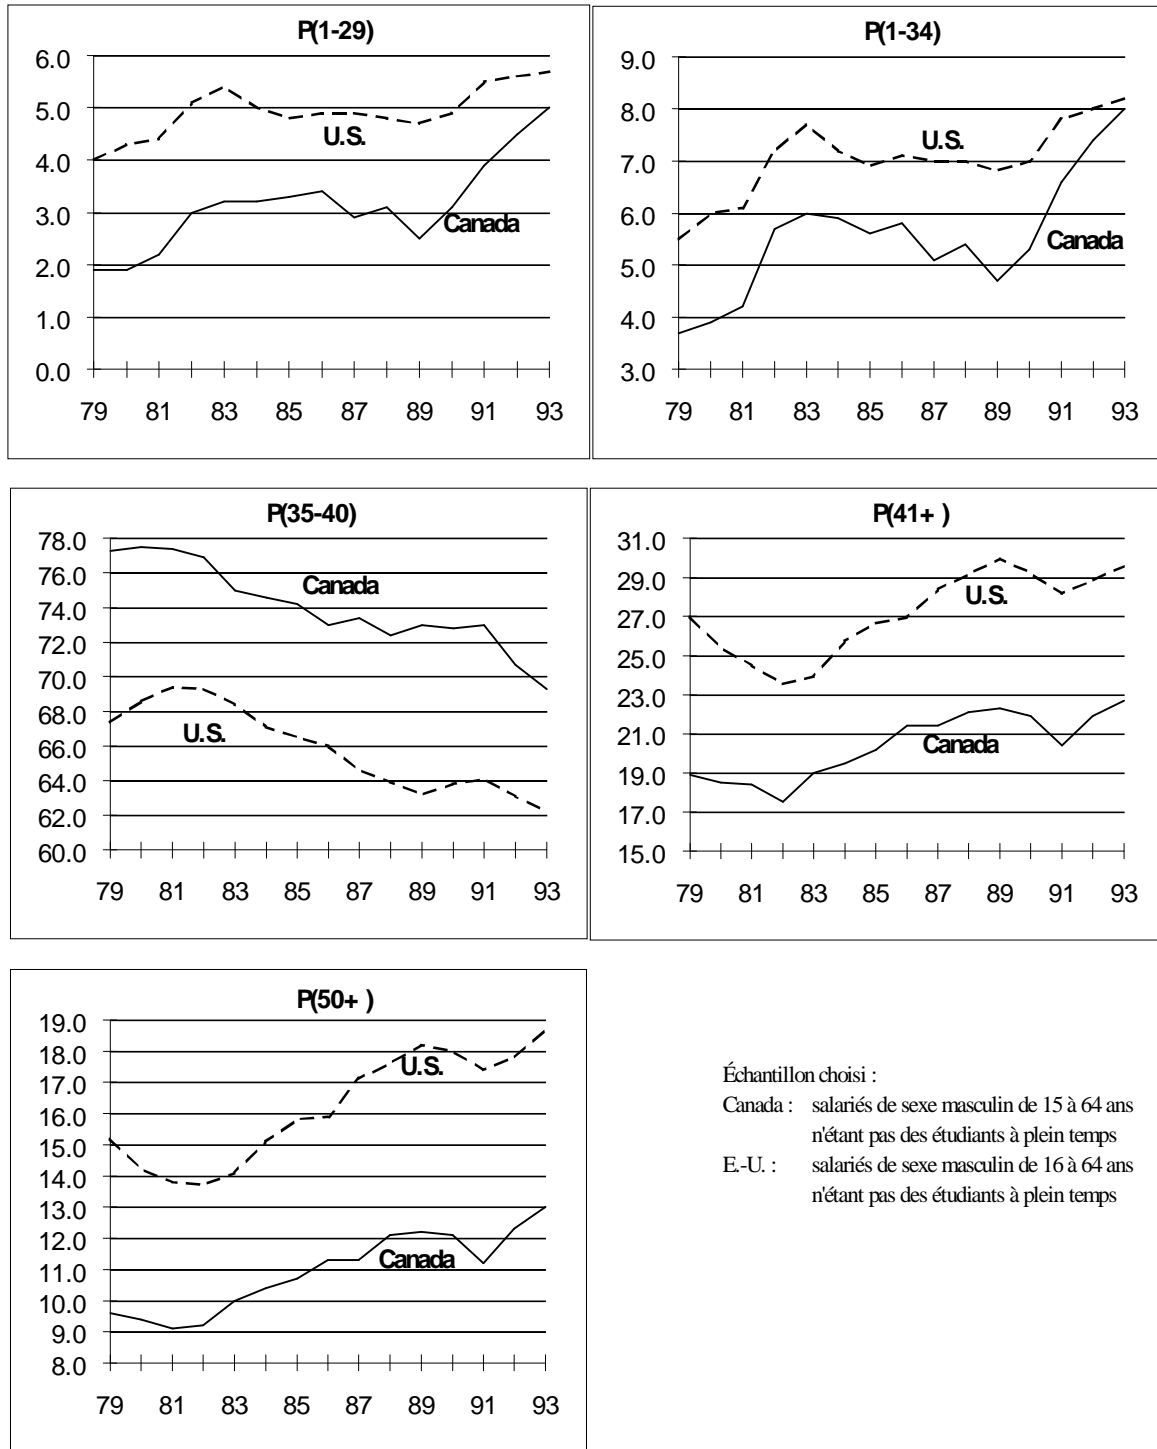 P(1-29)
6.0
5.0
4.0
3.0
2.0
1.0
0.0
U.S.
Canada
79 81 83 85 87 89 91 93
P(1-34)
9.0
8.0
7.0
6.0
5.0
4.0
3.0
U.S.
Canada
79 81 83 85 87 89 91 93
P(35-40)
78.0
76.0
74.0
72.0
70.0
68.0
66.0
64.0
62.0
60.0
Canada
U.S.
79 81 83 85 87 89 91 93
P(41+ )
31.0
29.0
27.0
25.0
23.0
21.0
19.0
17.0
15.0
U.S.
Canada
79 81 83 85 87 89 91 93
P(50+ )
19.0
18.0
17.0
16.0
15.0
14.0
13.0
12.0
11.0
10.0
9.0
8.0
U.S.
Canada
79 81 83 85 87 89 91 93
Échantillon choisi :
Canada : salariés de sexe masculin de 15 à 64 ans
n'étant pas des étudiants à plein temps
E.-U. : salariés de sexe masculin de 16 à 64 ans
n'étant pas des étudiants à plein temps